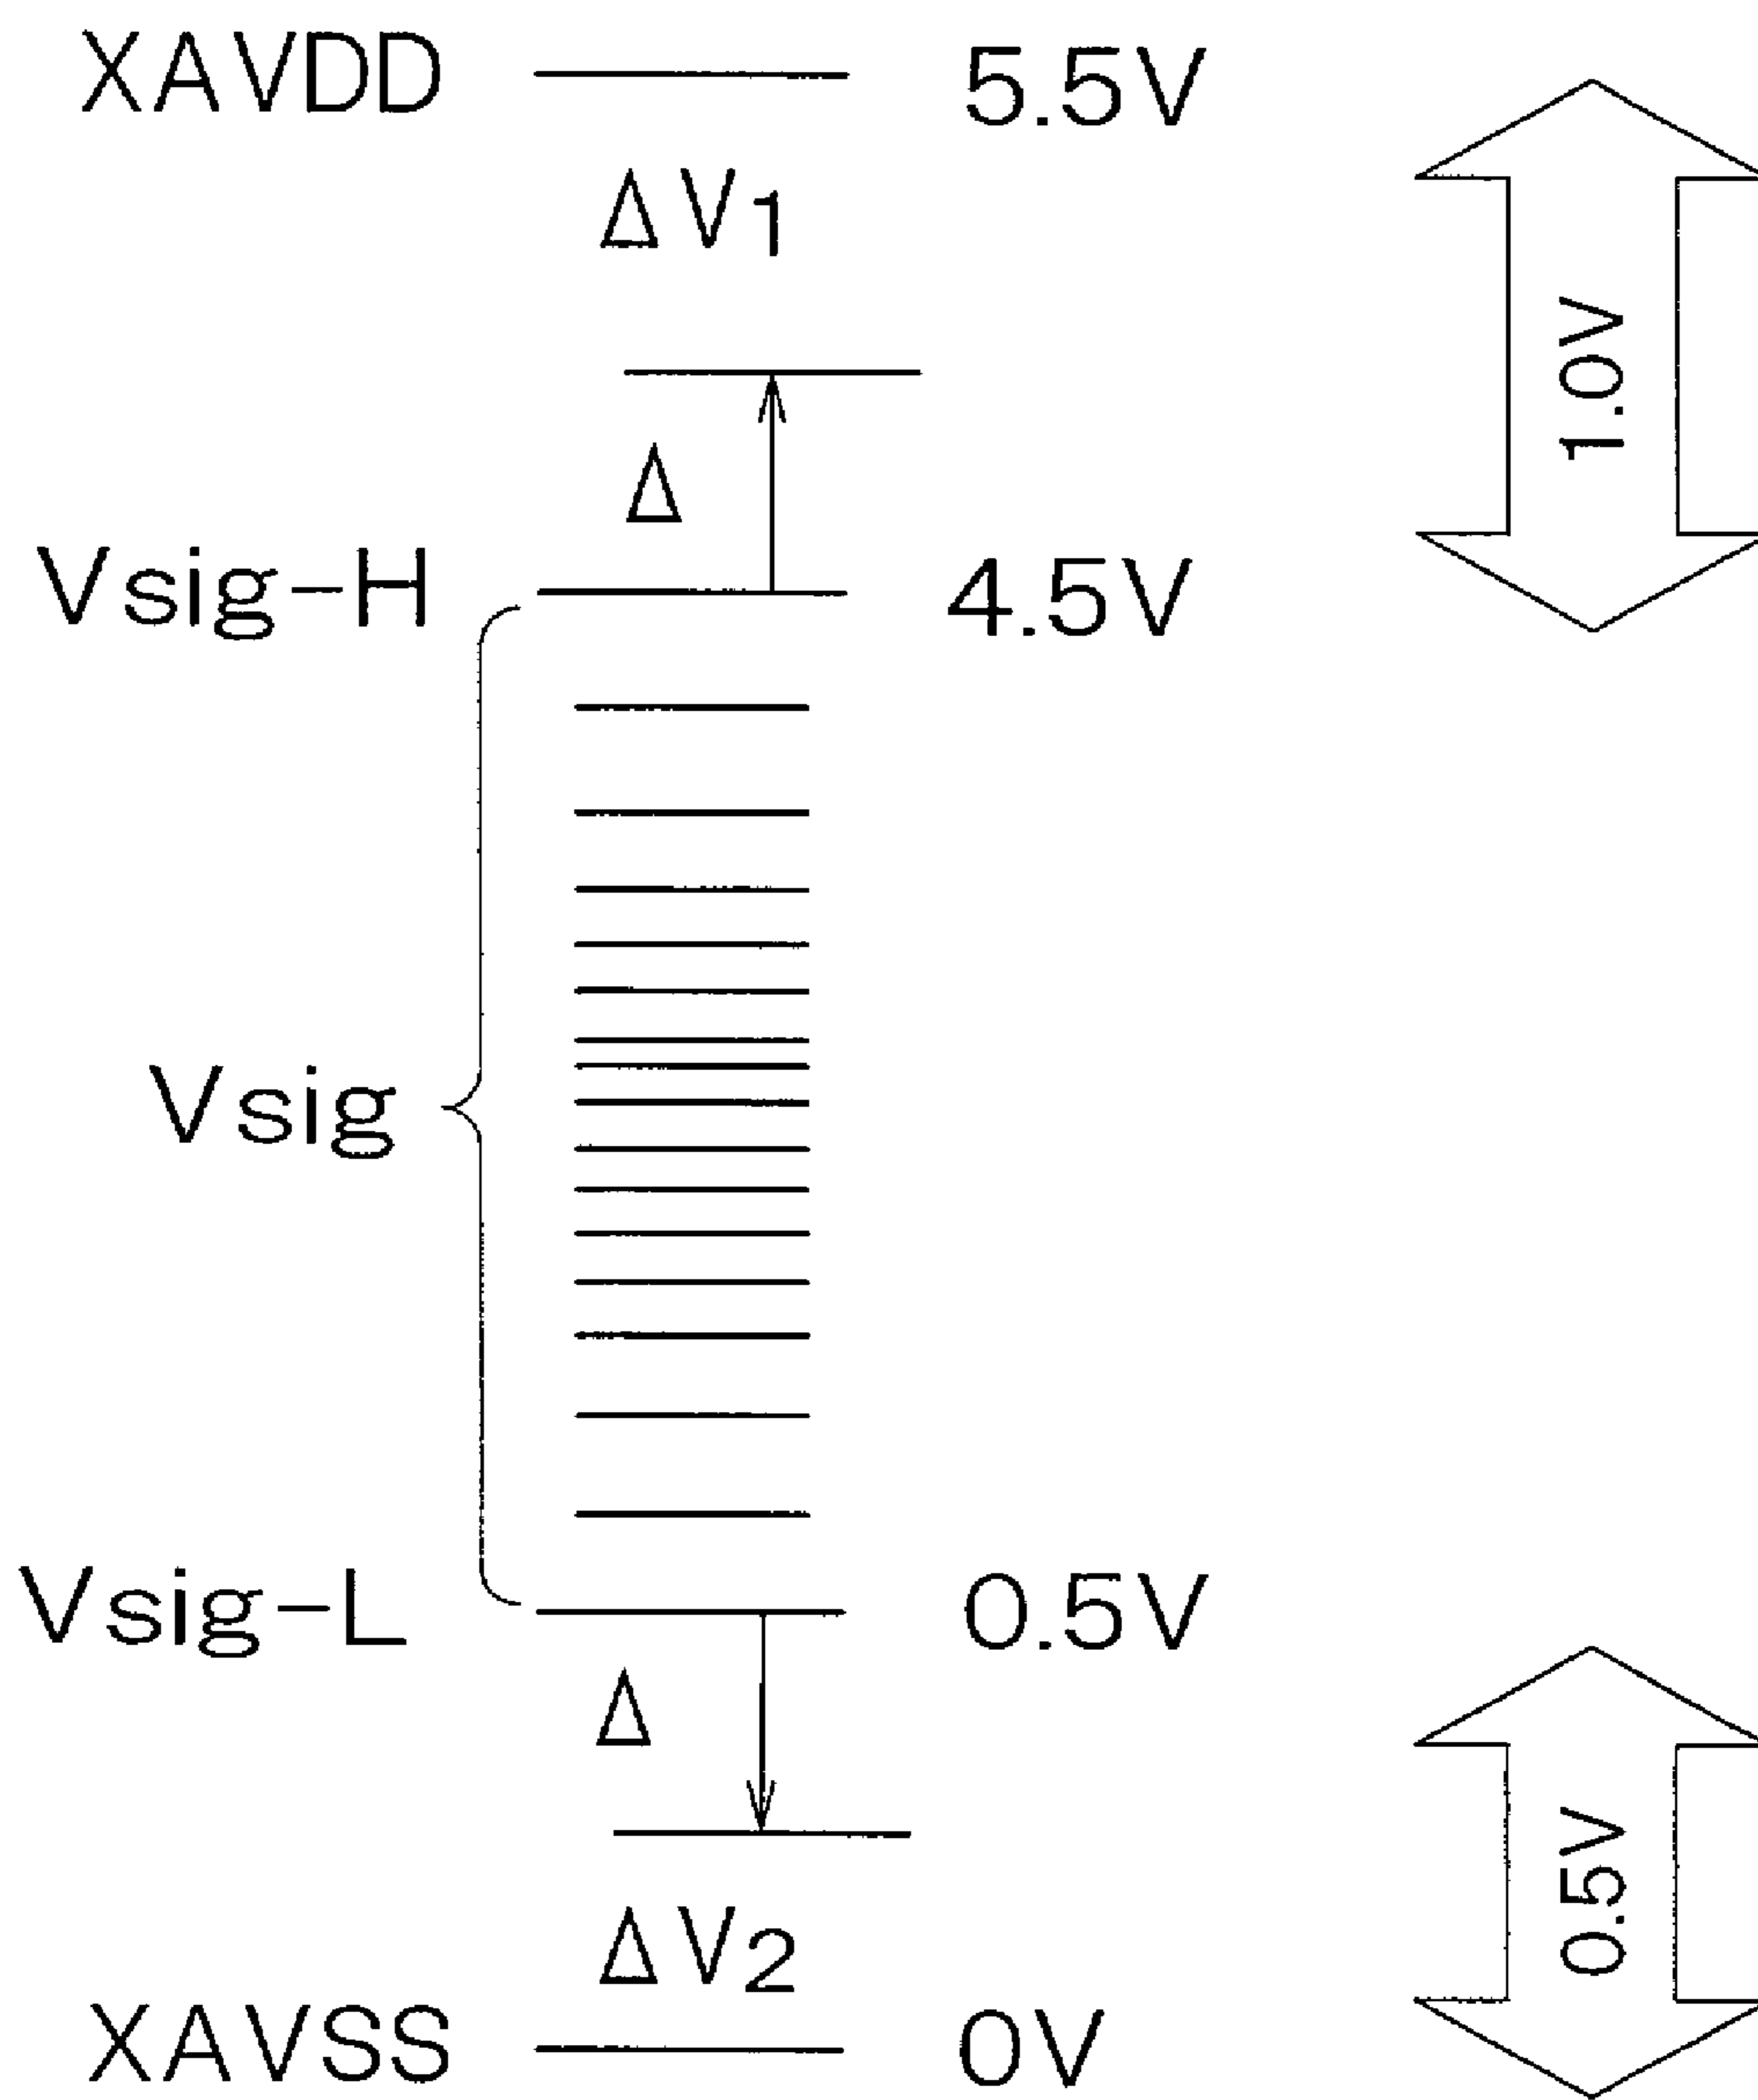 XAVDD 5.5V
ΔV1
1.0V
Δ
Vsig-H 4.5V
Vsig
Vsig-L 0.5V
Δ
0.5V
ΔV2
XAVSS 0V